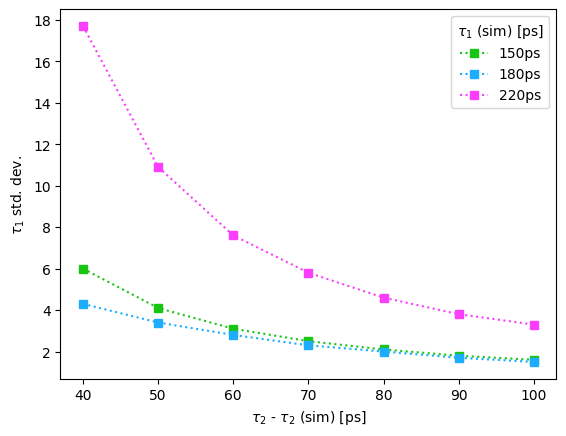 18
16
14
12
10
8
6
4
2
τ1 std. dev.
40 50 60 70 80 90 100
τ2 - τ2 (sim) [ps]
τ1 (sim) [ps]
150ps
180ps
220ps